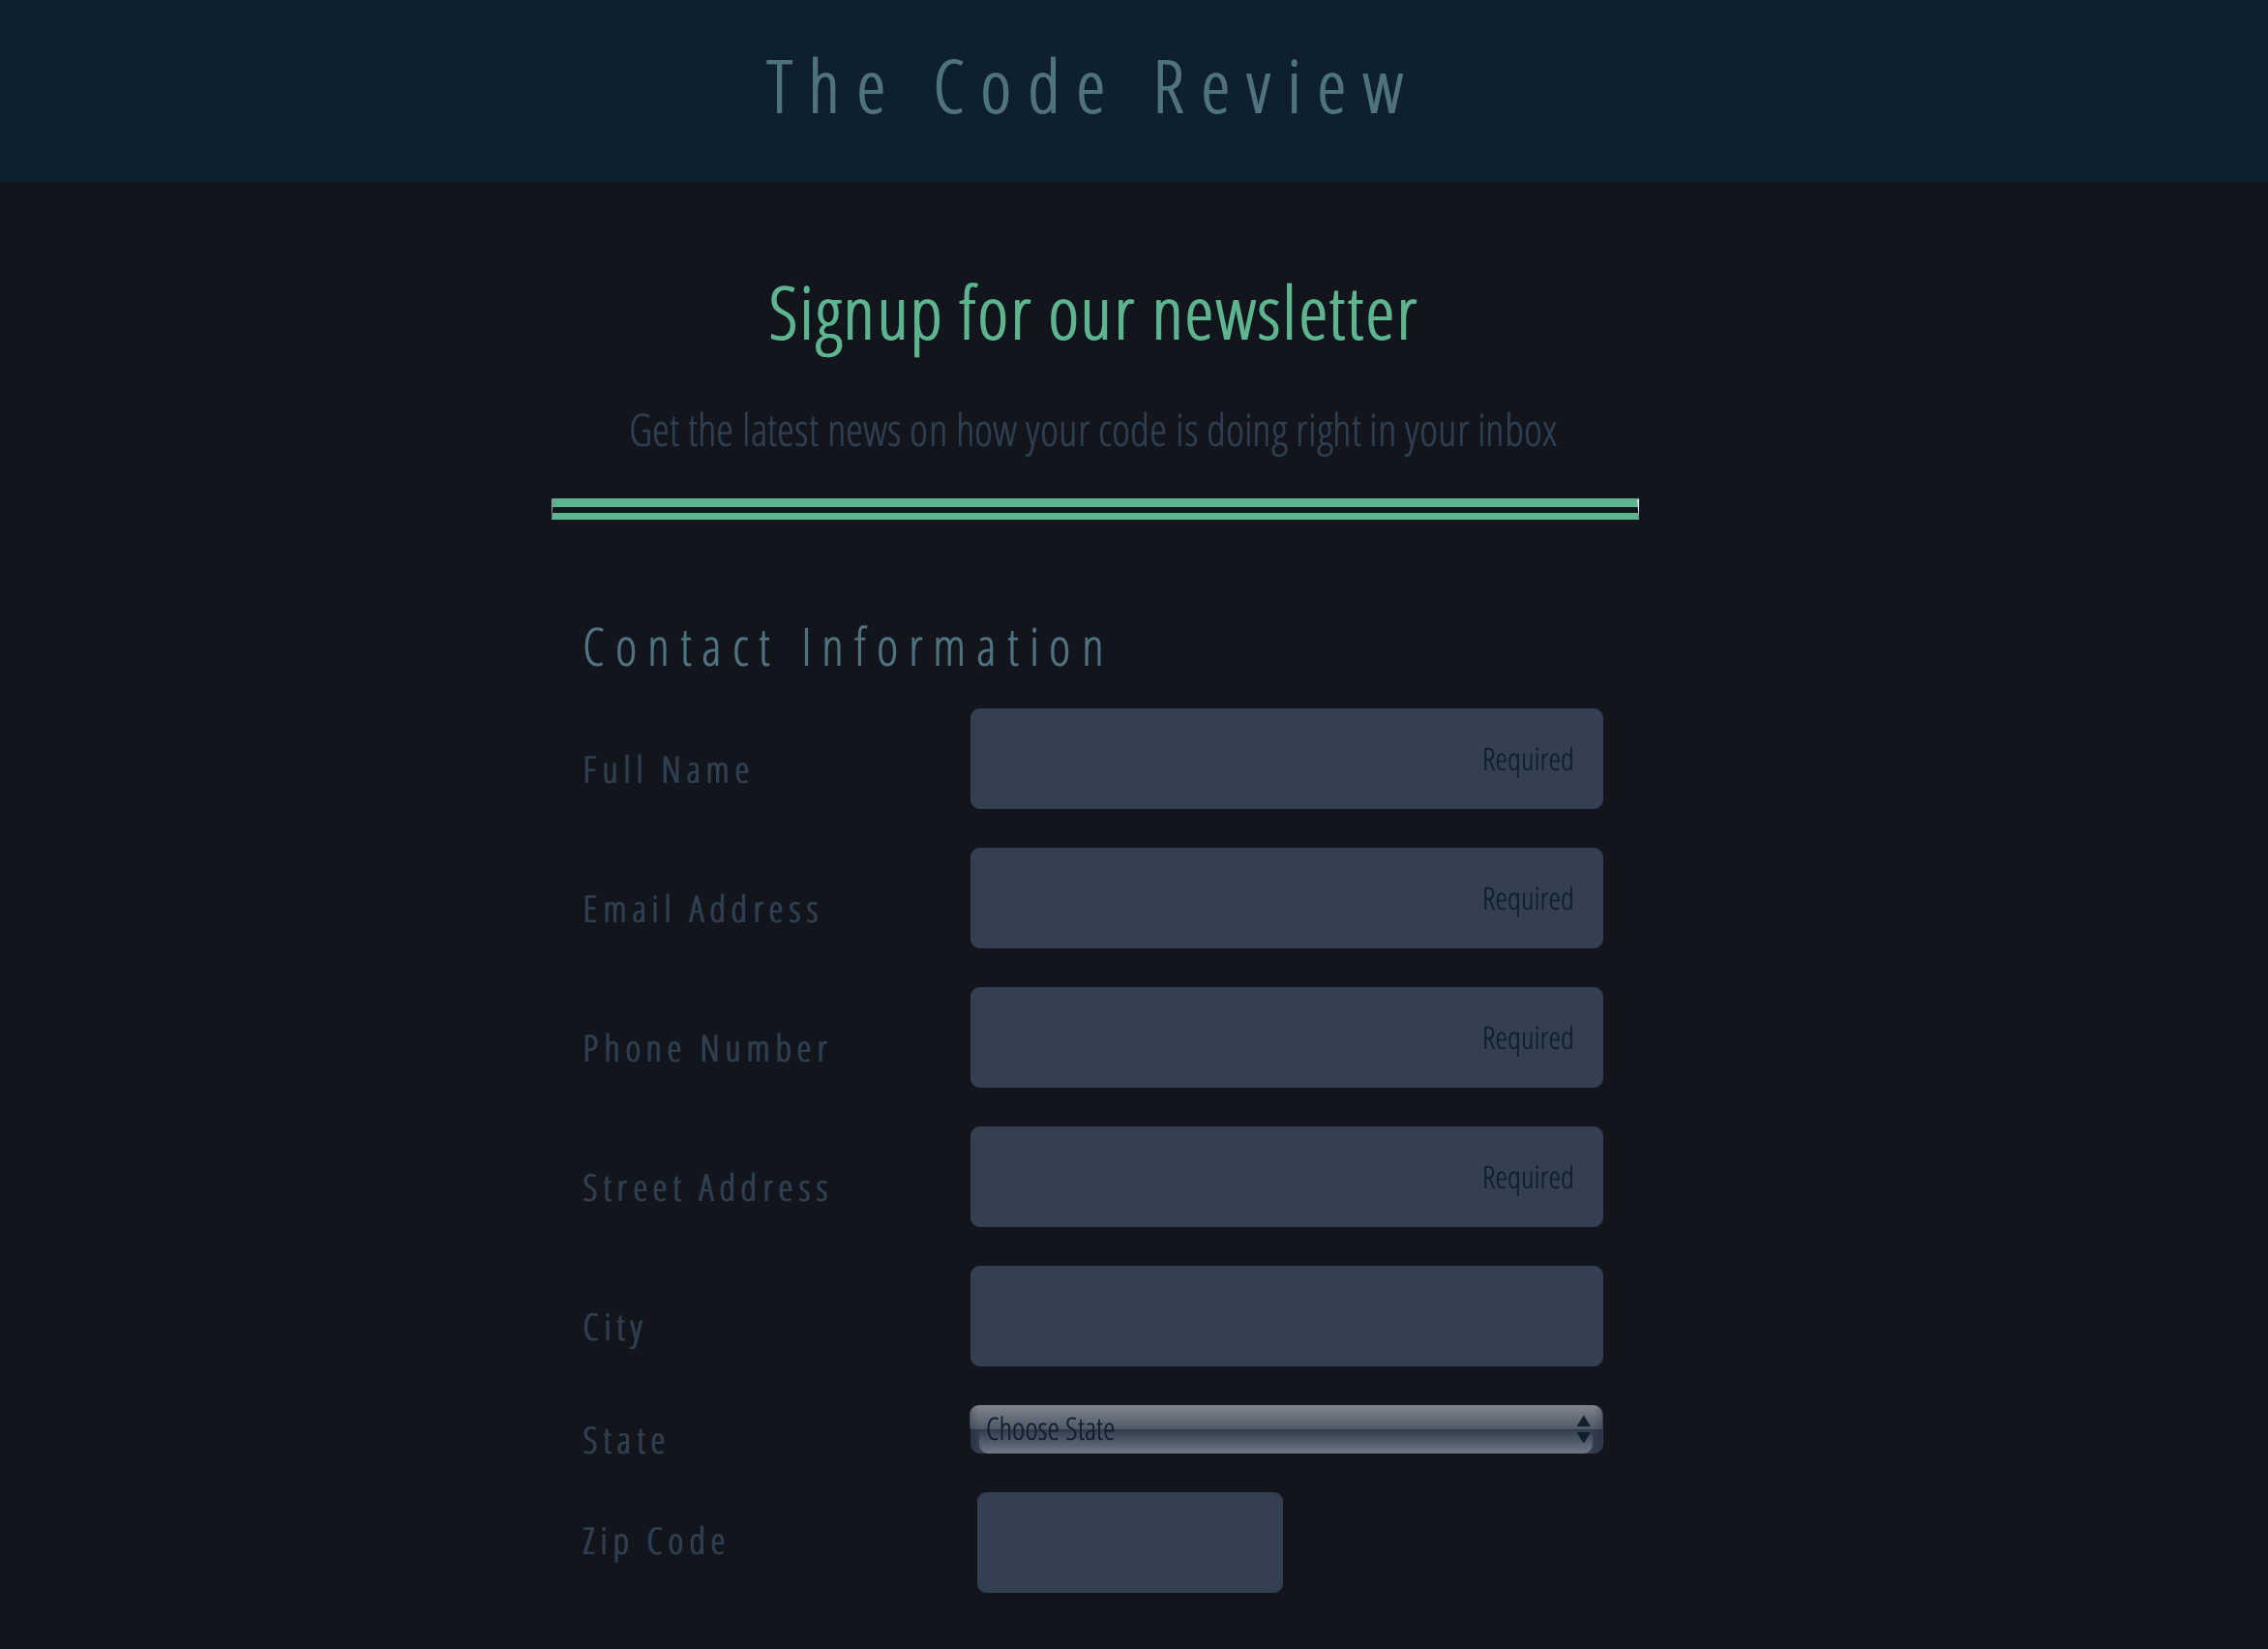 The Code Review
Signup for our newsletter
Get the latest news on how your code is doing right in your inbox
Contact Information
Full Name
Required
Email Address
Required
Phone Number
Required
Street Address
Required
City
State
Choose State
Zip Code